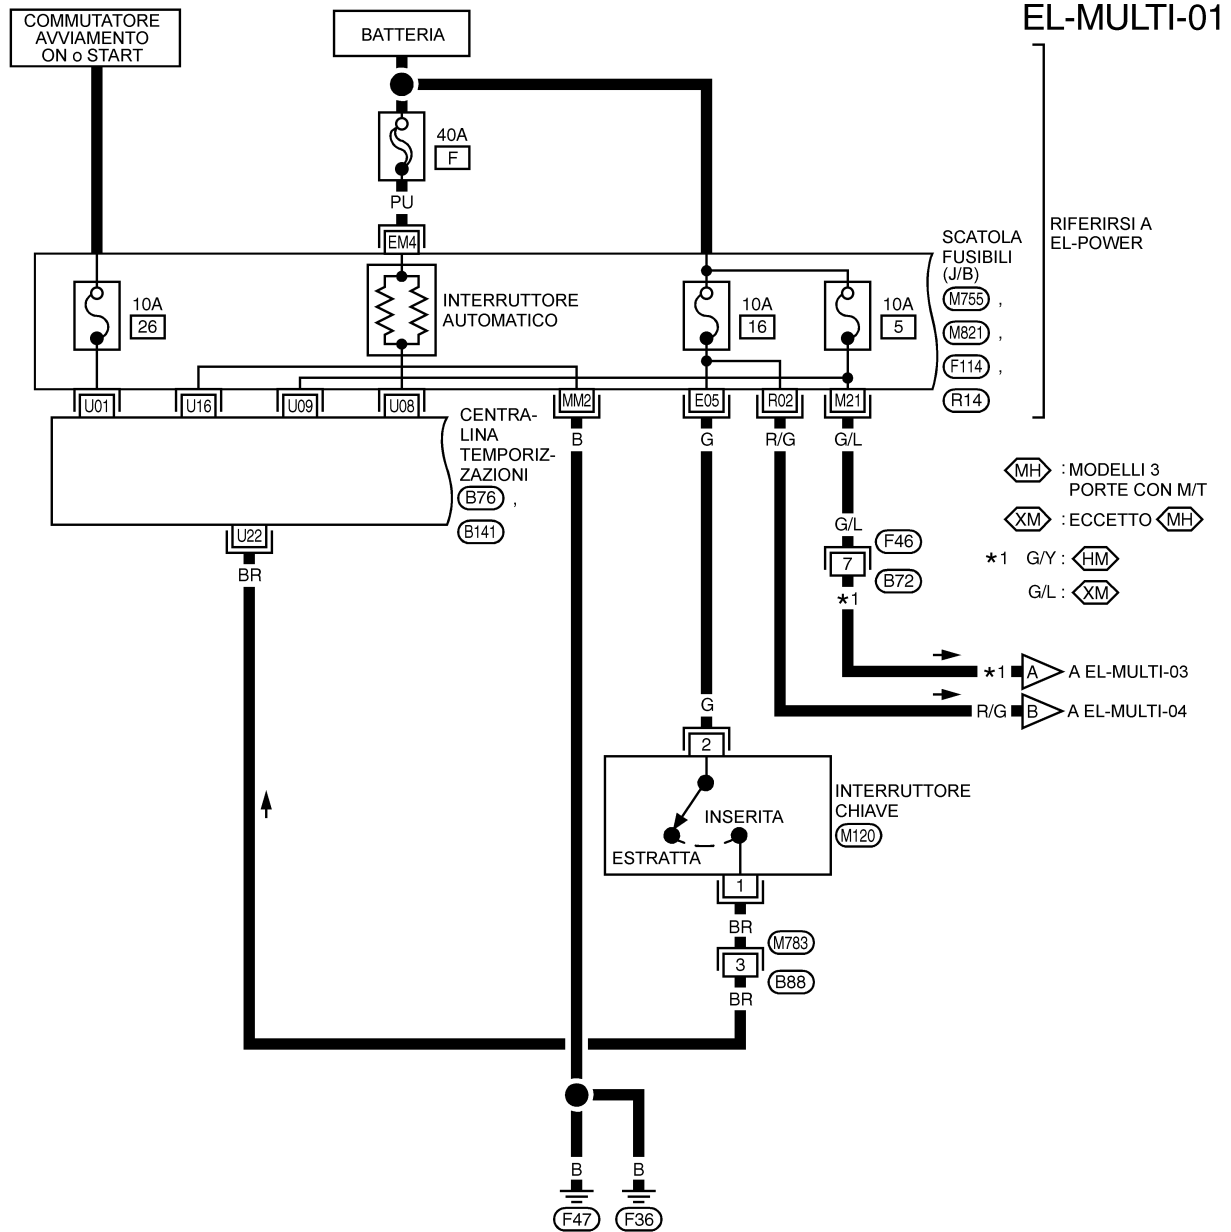 EL-MULTI-01
COMMUTATORE
AVVIAMENTO
ON o START
BATTERIA
40A
F
PU
EM4
RIFERIRSI A
EL-POWER
SCATOLA
FUSIBILI
(J/B)
M755 ,
M821 ,
F114 ,
R14
10A
26
INTERRUTTORE
AUTOMATICO
10A
16
10A
5
U01
U16
U09
U08
MM2
E05
R02
M21
CENTRA-
LINA
TEMPORIZ-
ZAZIONI
B76 ,
B141
B
G
R/G
G/L
MH : MODELLI 3
PORTE CON M/T
XM : ECCETTO MH
*1 G/Y : HM
G/L : XM
U22
BR
G/L
7
F46
B72
*1
*1 A A EL-MULTI-03
R/G B A EL-MULTI-04
G
2
INTERRUTTORE
CHIAVE
M120
INSERITA
ESTRATTA
1
BR
M783
3
B88
BR
B
B
F47
F36